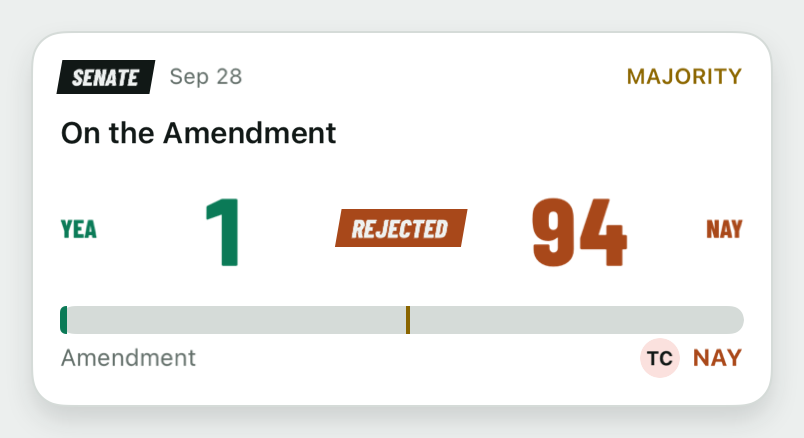 SENATE Sep 28 MAJORITY
On the Amendment
YEA 1 REJECTED 94 NAY
Amendment TC NAY